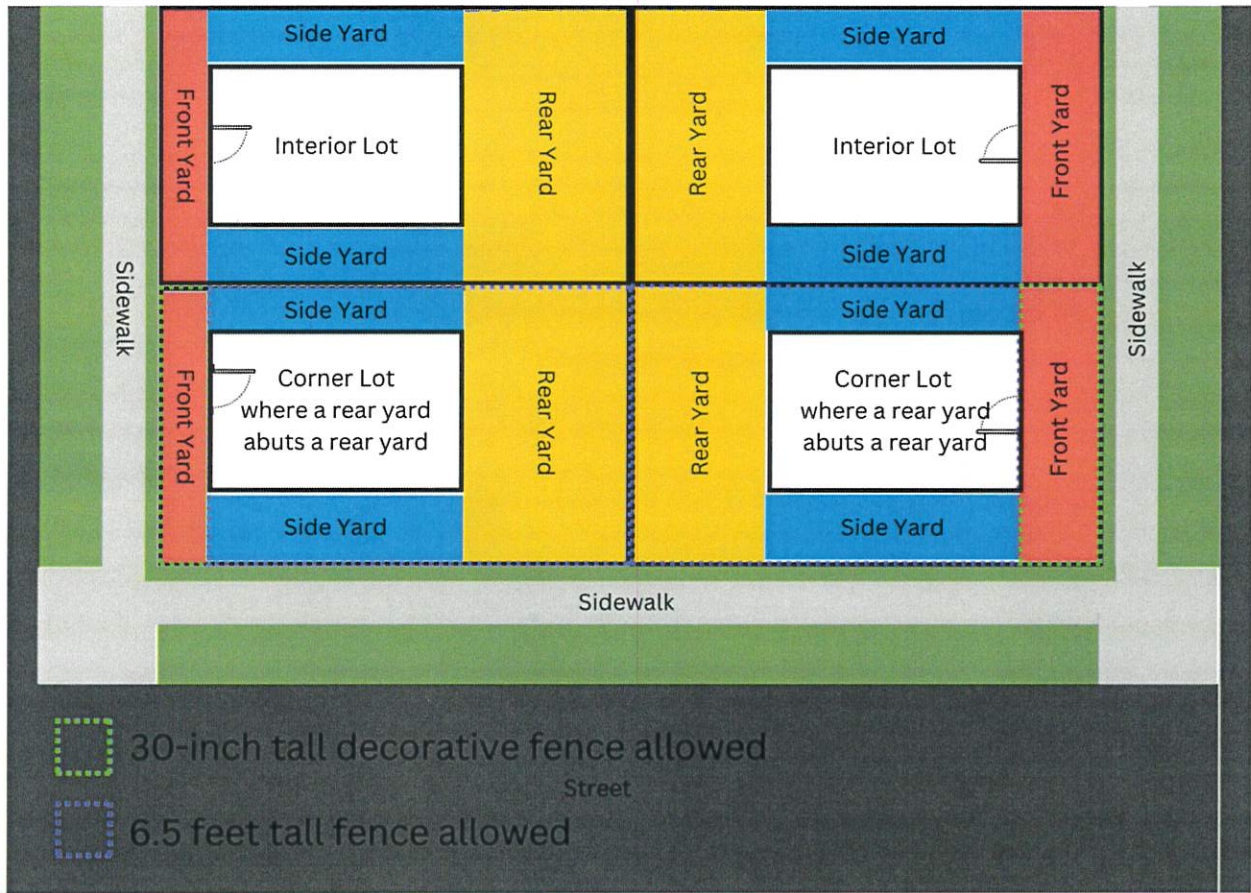 Side Yard
Side Yard
Front Yard
Interior Lot
Rear Yard
Rear Yard
Interior Lot
Front Yard
Side Yard
Side Yard
Sidewalk
Sidewalk
Side Yard
Side Yard
Front Yard
Corner Lot
where a rear yard
abuts a rear yard
Rear Yard
Rear Yard
Corner Lot
where a rear yard
abuts a rear yard
Front Yard
Side Yard
Side Yard
Sidewalk
30-inch tall decorative fence allowed
Street
6.5 feet tall fence allowed